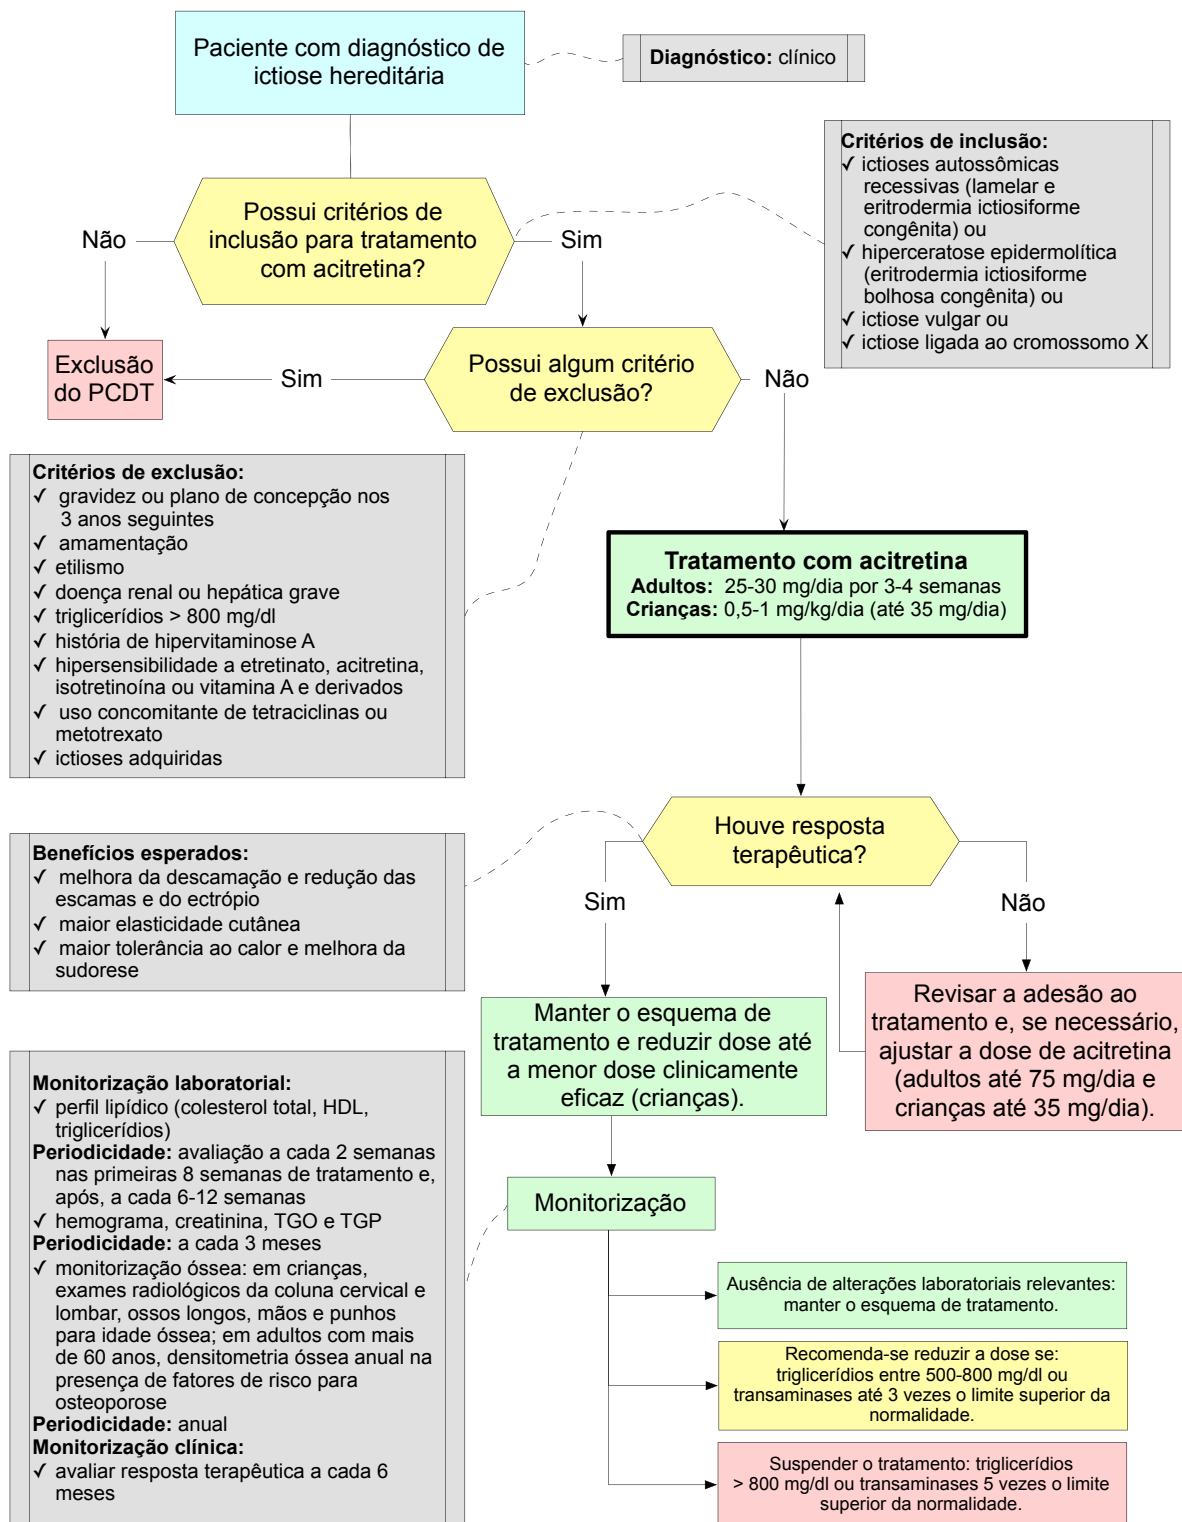 Paciente com diagnóstico de
ictiose hereditária
Diagnóstico: clínico
Critérios de inclusão:
✓ ictioses autossômicas
recessivas (lamelar e
eritrodermia ictiosiforme
congênita) ou
✓ hiperceratose epidermolítica
(eritrodermia ictiosiforme
bolhosa congênita) ou
✓ ictiose vulgar ou
✓ ictiose ligada ao cromossomo X
Possui critérios de
inclusão para tratamento
com acitretina?
Não
Sim
Exclusão
do PCDT
Sim
Possui algum critério
de exclusão?
Não
Critérios de exclusão:
✓ gravidez ou plano de concepção nos
3 anos seguintes
✓ amamentação
✓ etilismo
✓ doença renal ou hepática grave
✓ triglicerídios > 800 mg/dl
✓ história de hipervitaminose A
✓ hipersensibilidade a etretinato, acitretina,
isotretinoína ou vitamina A e derivados
✓ uso concomitante de tetraciclinas ou
metotrexato
✓ ictioses adquiridas
Tratamento com acitretina
Adultos: 25-30 mg/dia por 3-4 semanas
Crianças: 0,5-1 mg/kg/dia (até 35 mg/dia)
Houve resposta
terapêutica?
Benefícios esperados:
✓ melhora da descamação e redução das
escamas e do ectrópio
✓ maior elasticidade cutânea
✓ maior tolerância ao calor e melhora da
sudorese
Sim
Não
Manter o esquema de
tratamento e reduzir dose até
a menor dose clinicamente
eficaz (crianças).
Revisar a adesão ao
tratamento e, se necessário,
ajustar a dose de acitretina
(adultos até 75 mg/dia e
crianças até 35 mg/dia).
Monitorização laboratorial:
✓ perfil lipídico (colesterol total, HDL,
triglicerídios)
Periodicidade: avaliação a cada 2 semanas
nas primeiras 8 semanas de tratamento e,
após, a cada 6-12 semanas
✓ hemograma, creatinina, TGO e TGP
Periodicidade: a cada 3 meses
✓ monitorização óssea: em crianças,
exames radiológicos da coluna cervical e
lombar, ossos longos, mãos e punhos
para idade óssea; em adultos com mais
de 60 anos, densitometria óssea anual na
presença de fatores de risco para
osteoporose
Periodicidade: anual
Monitorização clínica:
✓ avaliar resposta terapêutica a cada 6
meses
Monitorização
Ausência de alterações laboratoriais relevantes:
manter o esquema de tratamento.
Recomenda-se reduzir a dose se:
triglicerídios entre 500-800 mg/dl ou
transaminases até 3 vezes o limite superior da
normalidade.
Suspender o tratamento: triglicerídios
> 800 mg/dl ou transaminases 5 vezes o limite
superior da normalidade.